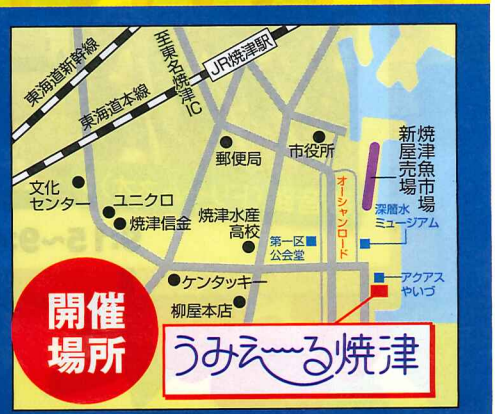 東海道新幹線
東海道本線
至東名焼津IC
JR焼津駅
郵便局
市役所
焼津魚市場
新屋売場
文化
センター
ユニクロ
焼津信金
焼津水産
高校
オーシャンロード
深層水
ミュージアム
第一区
公会堂
ケンタッキー
柳屋本店
アクアス
やいづ
開催
場所
うみえ〜る焼津